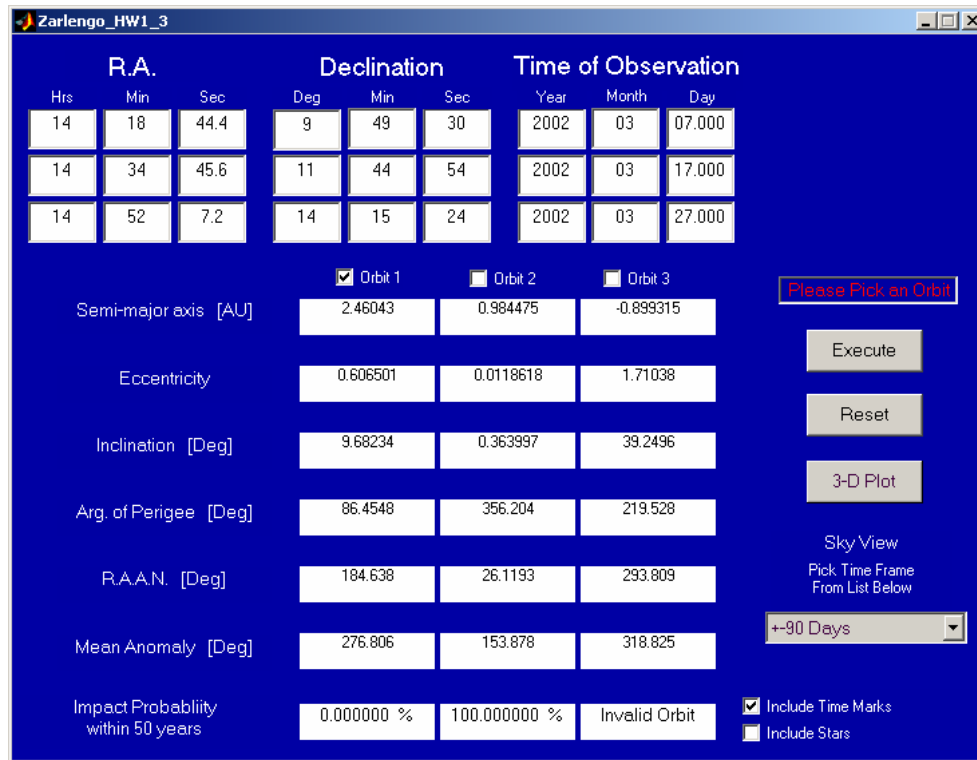 Zarlengo_HW1_3
R.A. Declination Time of Observation
Hrs Min Sec Deg Min Sec Year Month Day
14 18 44.4 9 49 30 2002 03 07.000
14 34 45.6 11 44 54 2002 03 17.000
14 52 7.2 14 15 24 2002 03 27.000
Orbit 1 Orbit 2 Orbit 3
Please Pick an Orbit
Semi-major axis [AU] 2.46043 0.984475 -0.899315
Execute
Eccentricity 0.606501 0.0118618 1.71038
Reset
Inclination [Deg] 9.68234 0.363997 39.2496
3-D Plot
Arg. of Perigee [Deg] 86.4548 356.204 219.528
Sky View
Pick Time Frame
From List Below
R.A.A.N. [Deg] 184.638 26.1193 293.809
+-90 Days
Mean Anomaly [Deg] 276.806 153.878 318.825
Impact Probabliity
within 50 years
0.000000 % 100.000000 % Invalid Orbit
Include Time Marks
Include Stars